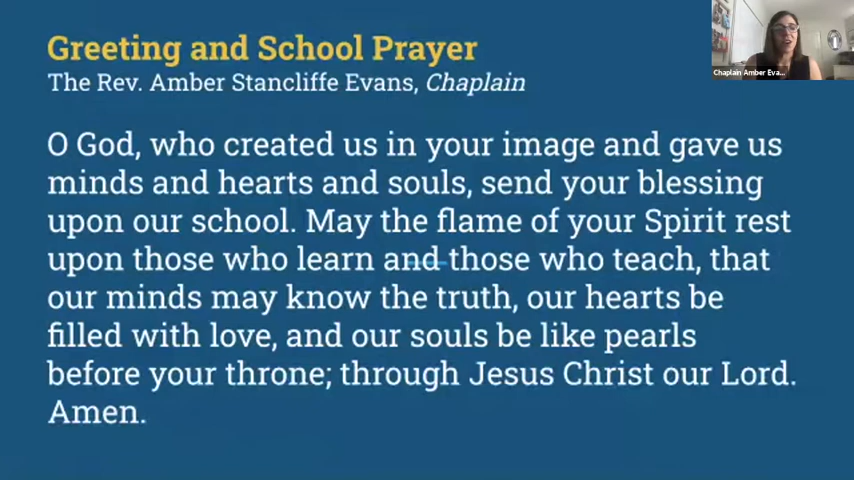 Greeting and School Prayer
The Rev. Amber Stancliffe Evans, Chaplain
O God, who created us in your image and gave us
minds and hearts and souls, send your blessing
upon our school. May the flame of your Spirit rest
upon those who learn and those who teach, that
our minds may know the truth, our hearts be
filled with love, and our souls be like pearls
before your throne; through Jesus Christ our Lord.
Amen.
Chaplain Amber Eva...